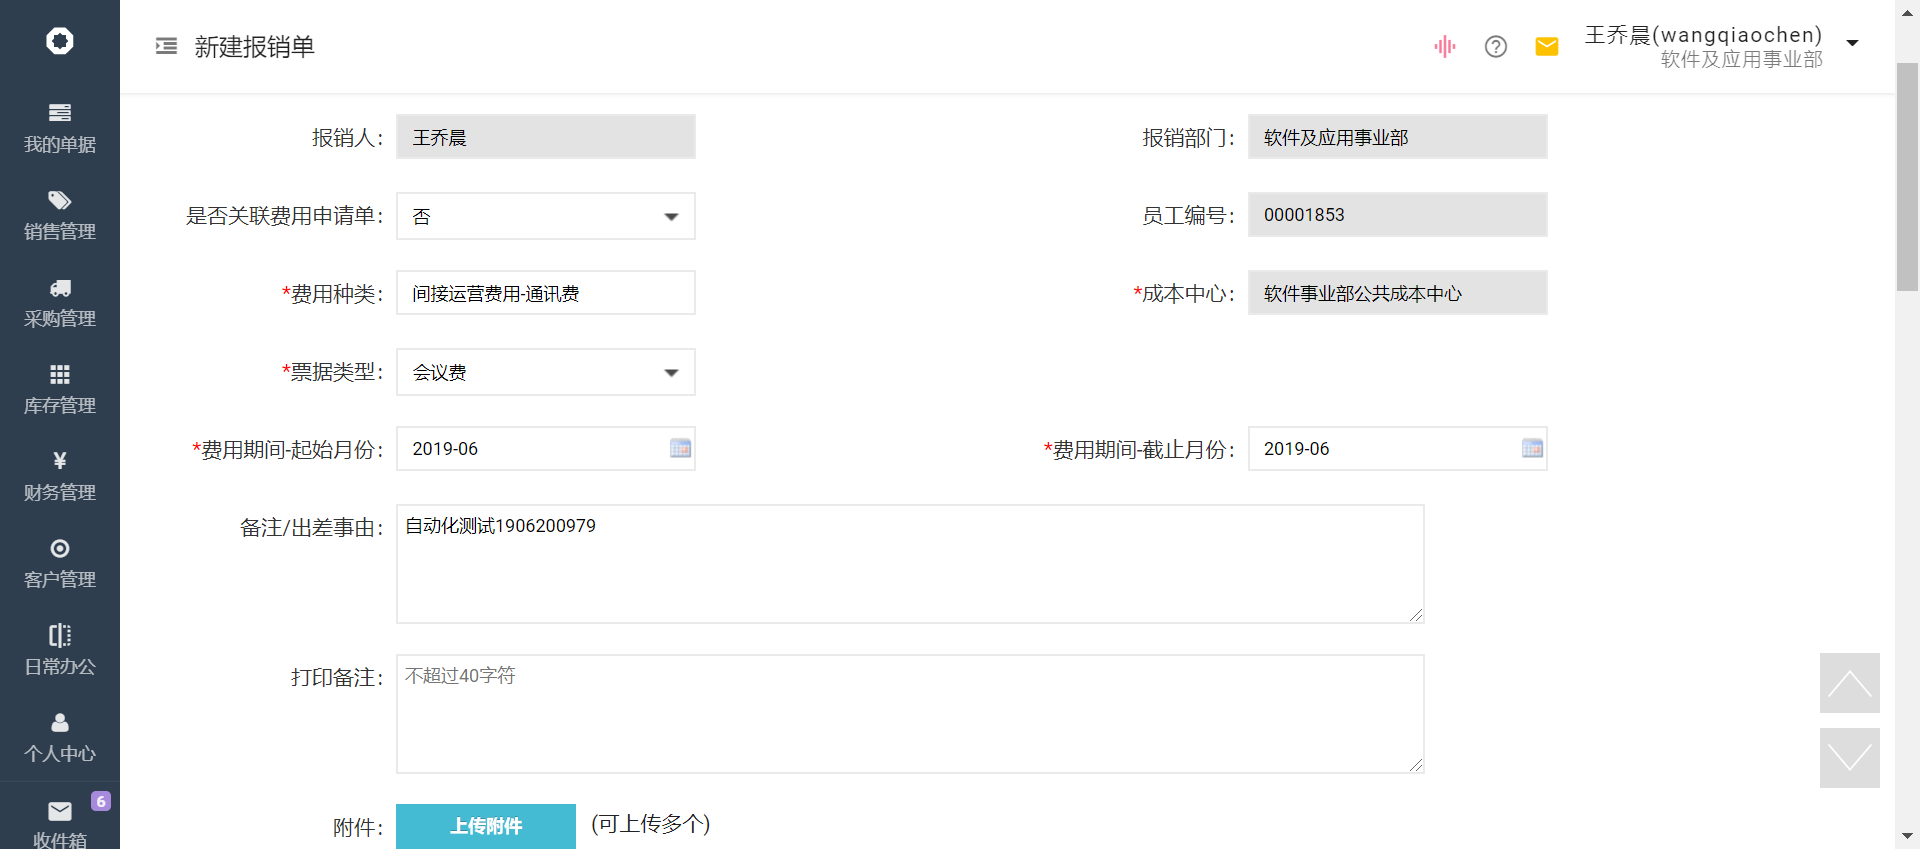 新建报销单
王乔晨(wangqiaochen)
软件及应用事业部
我的单据
销售管理
采购管理
库存管理
¥
财务管理
客户管理
日常办公
个人中心
6
收件箱
报销人: 王乔晨
报销部门: 软件及应用事业部
是否关联费用申请单: 否
员工编号: 00001853
*费用种类: 间接运营费用-通讯费
*成本中心: 软件事业部公共成本中心
*票据类型: 会议费
*费用期间-起始月份: 2019-06
*费用期间-截止月份: 2019-06
备注/出差事由: 自动化测试1906200979
打印备注: 不超过40字符
附件: 上传附件 (可上传多个)